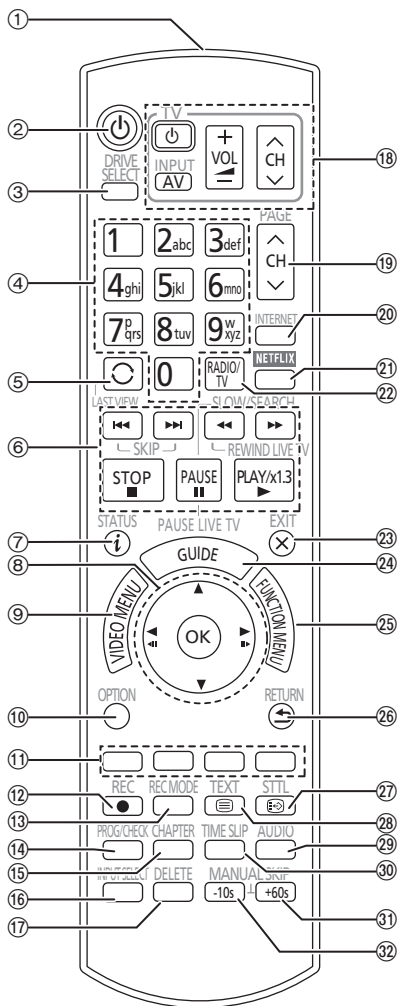 ①
②
TV
DRIVE
SELECT
INPUT
AV
+
VOL
−
CH
⑱
③
PAGE
1 2abc 3def
CH
⑲
④
4ghi 5jkl 6mno
7pqrs 8tuv 9wxyz
INTERNET
⑳
⑤
0
RADIO/
TV
NETFLIX
㉑
㉒
LAST VIEW
SLOW/SEARCH
⑥
SKIP
REWIND LIVE TV
STOP
PAUSE
PLAY/x1.3
STATUS
PAUSE LIVE TV
EXIT
⑦
i
GUIDE
㉓
⑧
㉔
⑨
VIDEO MENU
OK
FUNCTION MENU
㉕
OPTION
RETURN
⑩
㉖
⑪
REC
REC MODE
TEXT
STTL
⑫
㉗
⑬
㉘
PROG/CHECK
CHAPTER
TIME SLIP
AUDIO
⑭
㉙
⑮
㉚
INPUT SELECT
DELETE
MANUAL SKIP
⑯
-10s
+60s
㉛
⑰
㉜